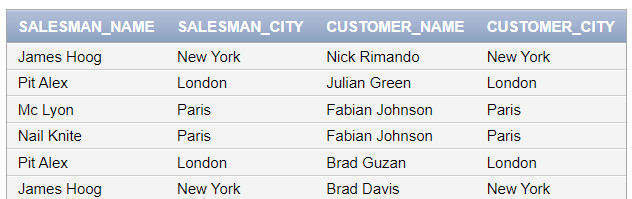 SALESMAN_NAME SALESMAN_CITY CUSTOMER_NAME CUSTOMER_CITY
James Hoog New York Nick Rimando New York
Pit Alex London Julian Green London
Mc Lyon Paris Fabian Johnson Paris
Nail Knite Paris Fabian Johnson Paris
Pit Alex London Brad Guzan London
James Hoog New York Brad Davis New York